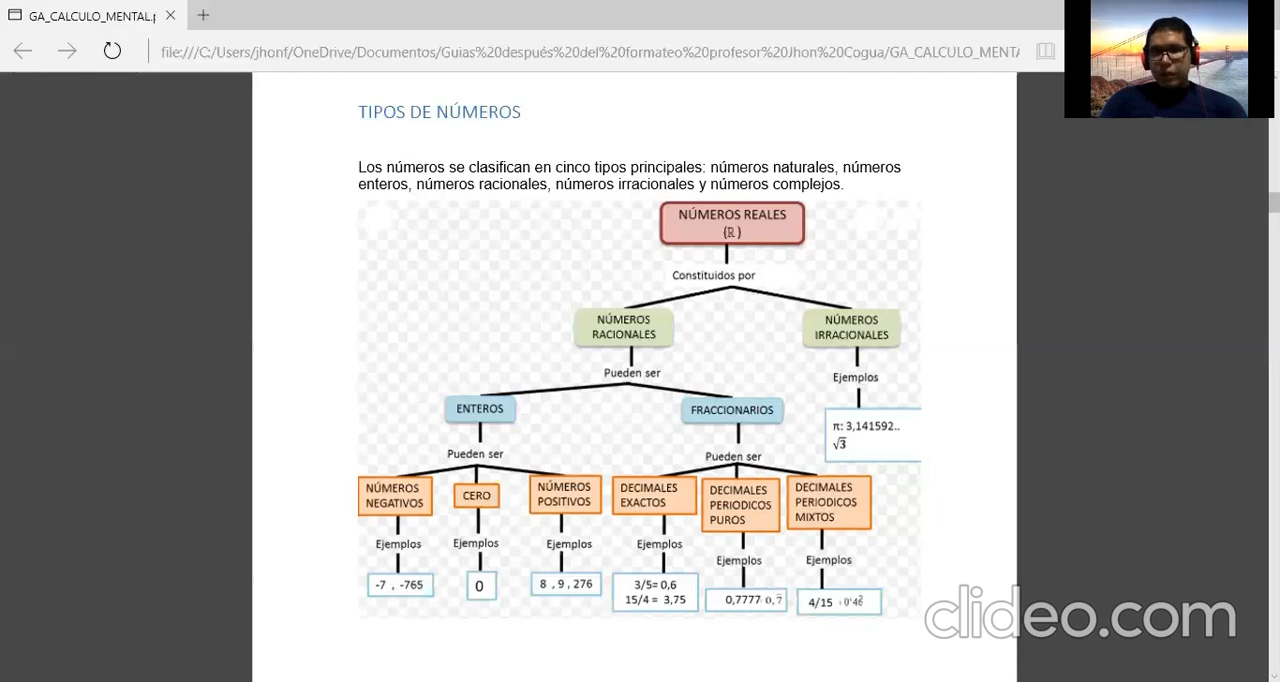 GA_CALCULO_MENTAL.p
file:///C:/Users/jhonf/OneDrive/Documentos/Guias%20después%20del%20formateo%20profesor%20Jhon%20Cogua/GA_CALCULO_MENTA
TIPOS DE NÚMEROS
Los números se clasifican en cinco tipos principales: números naturales, números
enteros, números racionales, números irracionales y números complejos.
NÚMEROS REALES
(ℝ)
Constituidos por
NÚMEROS
RACIONALES
NÚMEROS
IRRACIONALES
Pueden ser
Ejemplos
ENTEROS
FRACCIONARIOS
π: 3,141592..
√3
Pueden ser
Pueden ser
NÚMEROS
NEGATIVOS
CERO
NÚMEROS
POSITIVOS
DECIMALES
EXACTOS
DECIMALES
PERIODICOS
PUROS
DECIMALES
PERIODICOS
MIXTOS
Ejemplos
Ejemplos
Ejemplos
Ejemplos
Ejemplos
Ejemplos
-7 , -765
0
8 , 9 , 276
3/5= 0,6
15/4 = 3,75
0,7777 0,7
4/15
clideo.com